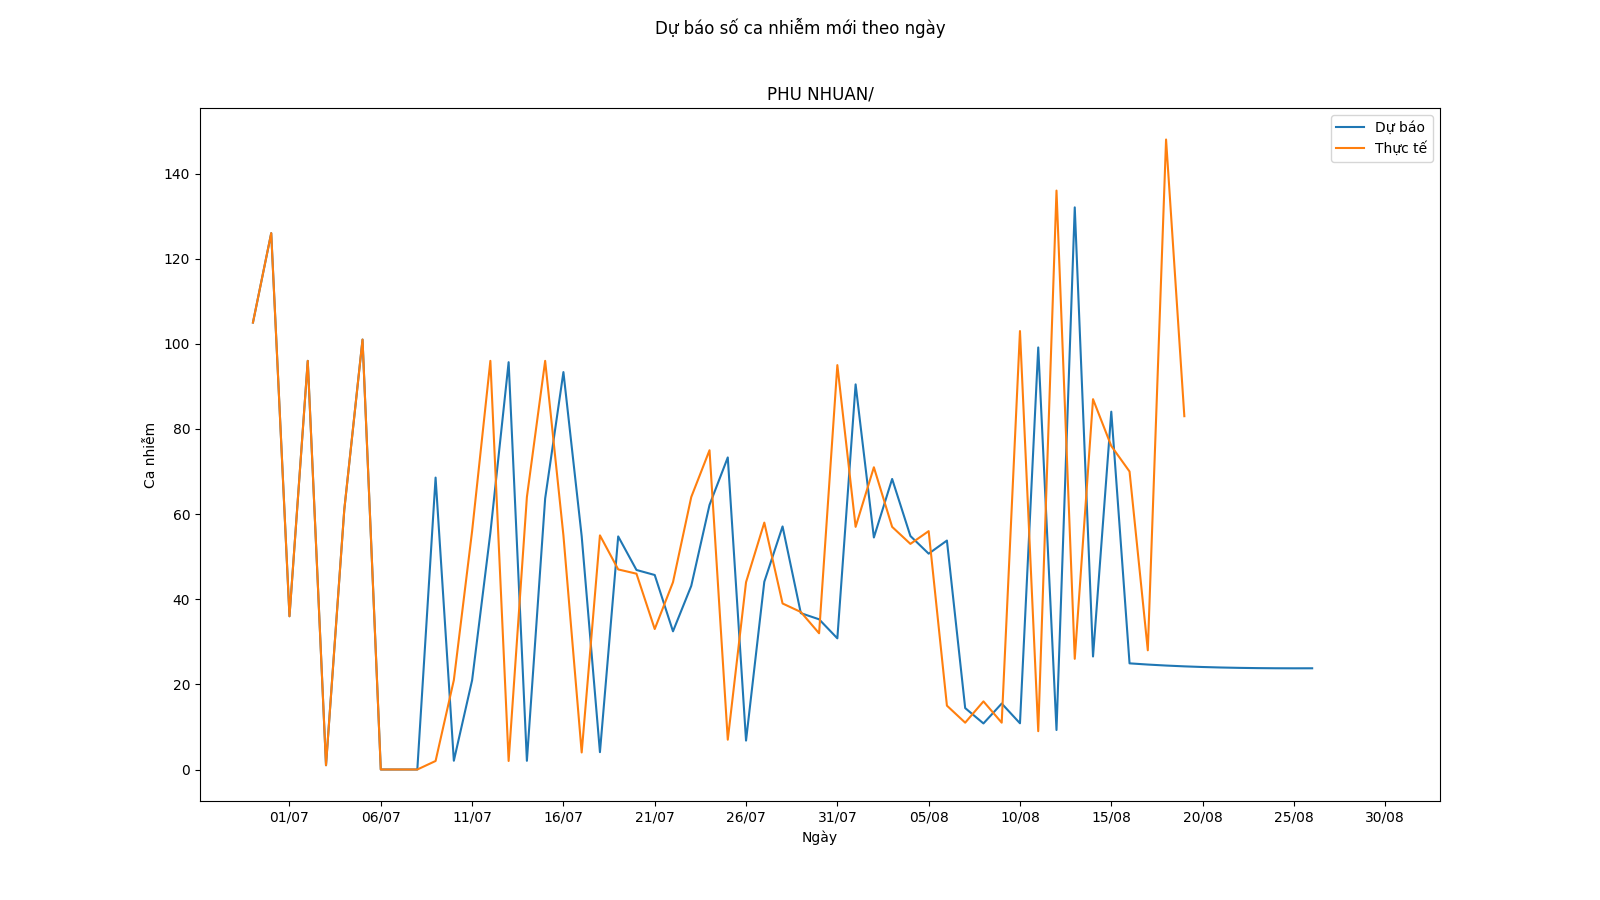 Dự báo số ca nhiễm mới theo ngày
PHU NHUAN/
Dự báo
Thực tế
140
120
100
80
60
40
20
0
Ca nhiễm
01/07 06/07 11/07 16/07 21/07 26/07 31/07 05/08 10/08 15/08 20/08 25/08 30/08
Ngày